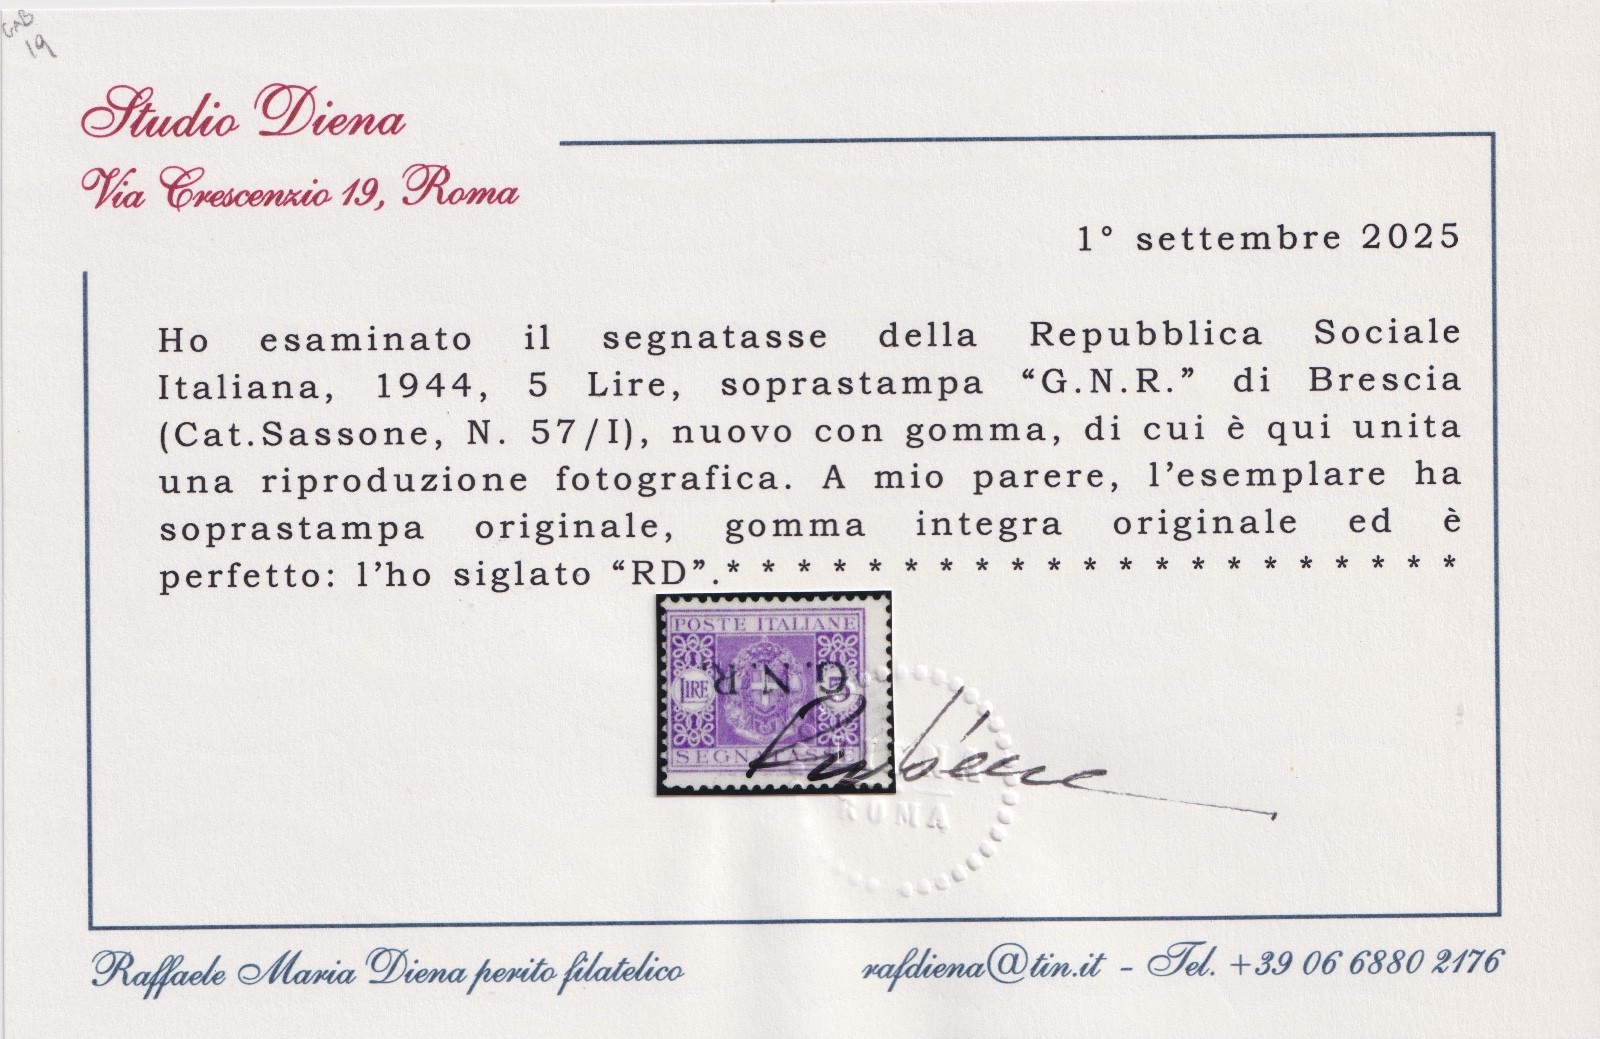 GAB
19
Studio Diena
Via Crescenzio 19, Roma
1° settembre 2025
Ho esaminato il segnatasse della Repubblica Sociale
Italiana, 1944, 5 Lire, soprastampa “G.N.R.” di Brescia
(Cat.Sassone, N. 57/I), nuovo con gomma, di cui è qui unita
una riproduzione fotografica. A mio parere, l’esemplare ha
soprastampa originale, gomma integra originale ed è
perfetto: l’ho siglato “RD”.* * * * * * * * * * * * * * * * * * * * *
POSTE ITALIANE
G.N.R.
LIRE 5
SEGNATASSE
ROMA
Raffaele Maria Diena perito filatelico
rafdiena@tin.it - Tel. +39 06 6880 2176